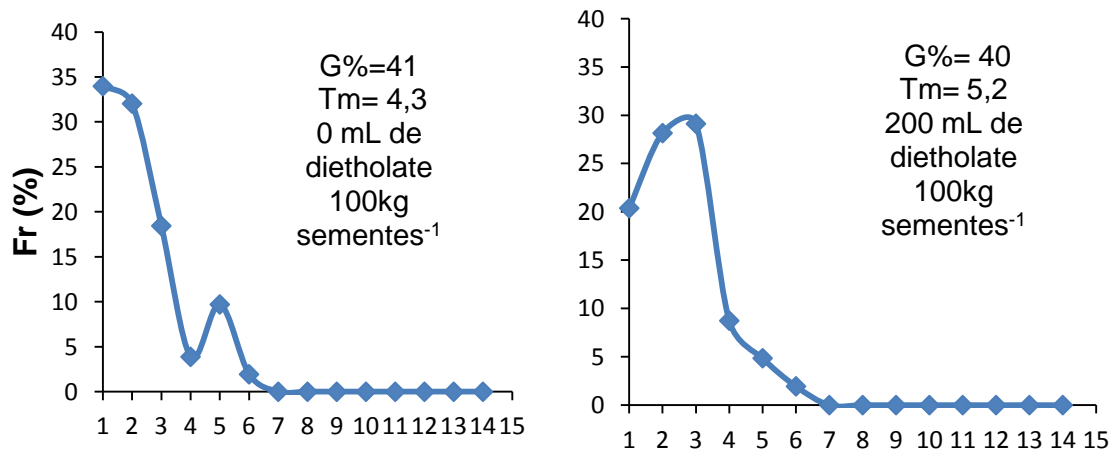 40
35
30
25
20
15
10
5
0
Fr (%)
G%=41
Tm= 4,3
0 mL de
dietholate
100kg
sementes⁻¹
1 2 3 4 5 6 7 8 9 10 11 12 13 14 15
40
35
30
25
20
15
10
5
0
G%= 40
Tm= 5,2
200 mL de
dietholate
100kg
sementes⁻¹
1 2 3 4 5 6 7 8 9 10 11 12 13 14 15